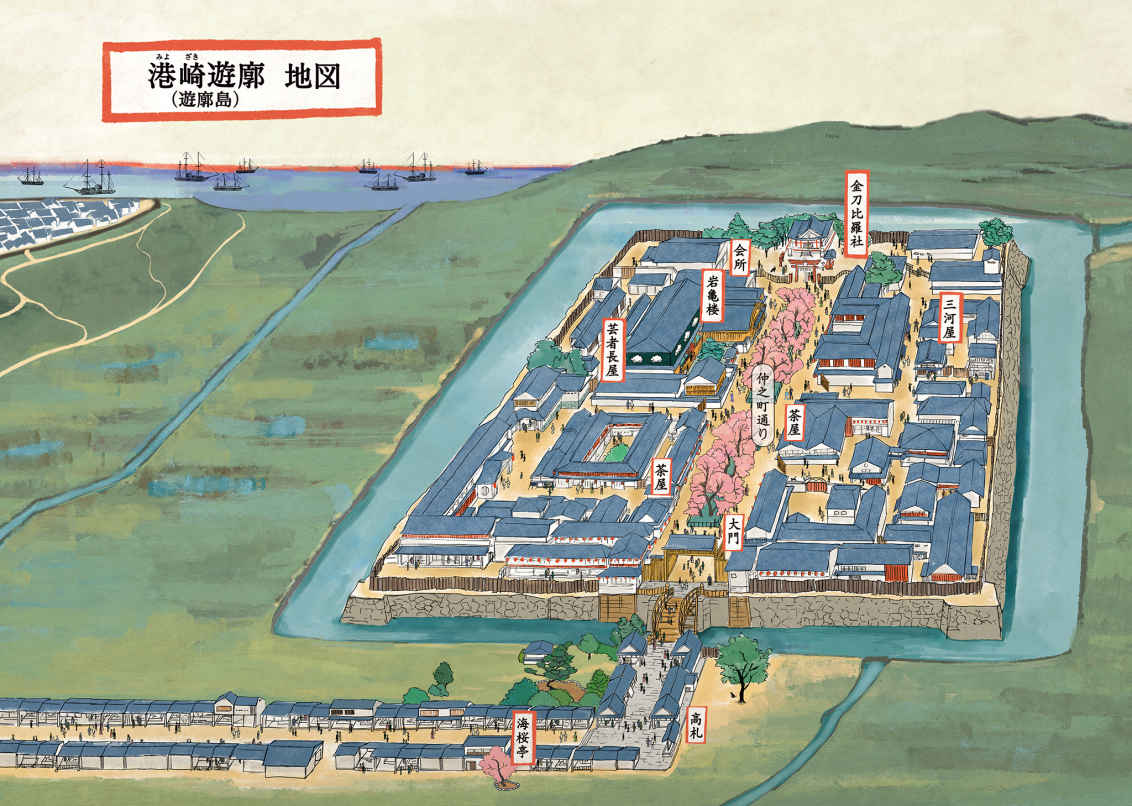 みよざき
港崎遊廓 地図
(遊廓島)
金刀比羅社
会所
岩亀楼
三河屋
芸者長屋
仲之町通り
茶屋
茶屋
大門
高札
海桜亭